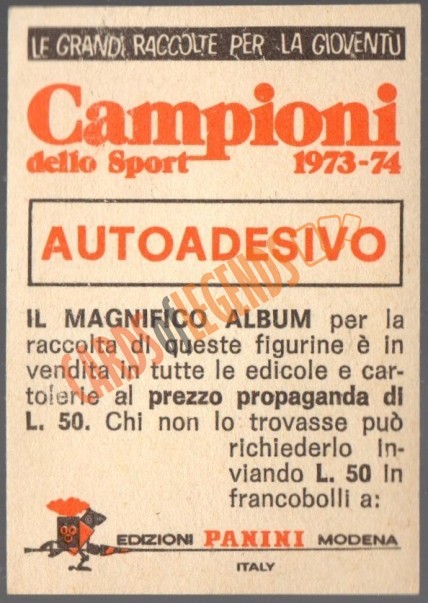 LE GRANDI RACCOLTE PER LA GIOVENTÙ
Campioni
dello Sport 1973-74
AUTOADESIVO
CARDS OF LEGENDS
IL MAGNIFICO ALBUM per la
raccolta di queste figurine è in
vendita in tutte le edicole e car-
tolerie al prezzo propaganda di
L. 50. Chi non lo trovasse può
richiederlo in-
viando L. 50 in
francobolli a:
EDIZIONI PANINI MODENA
ITALY